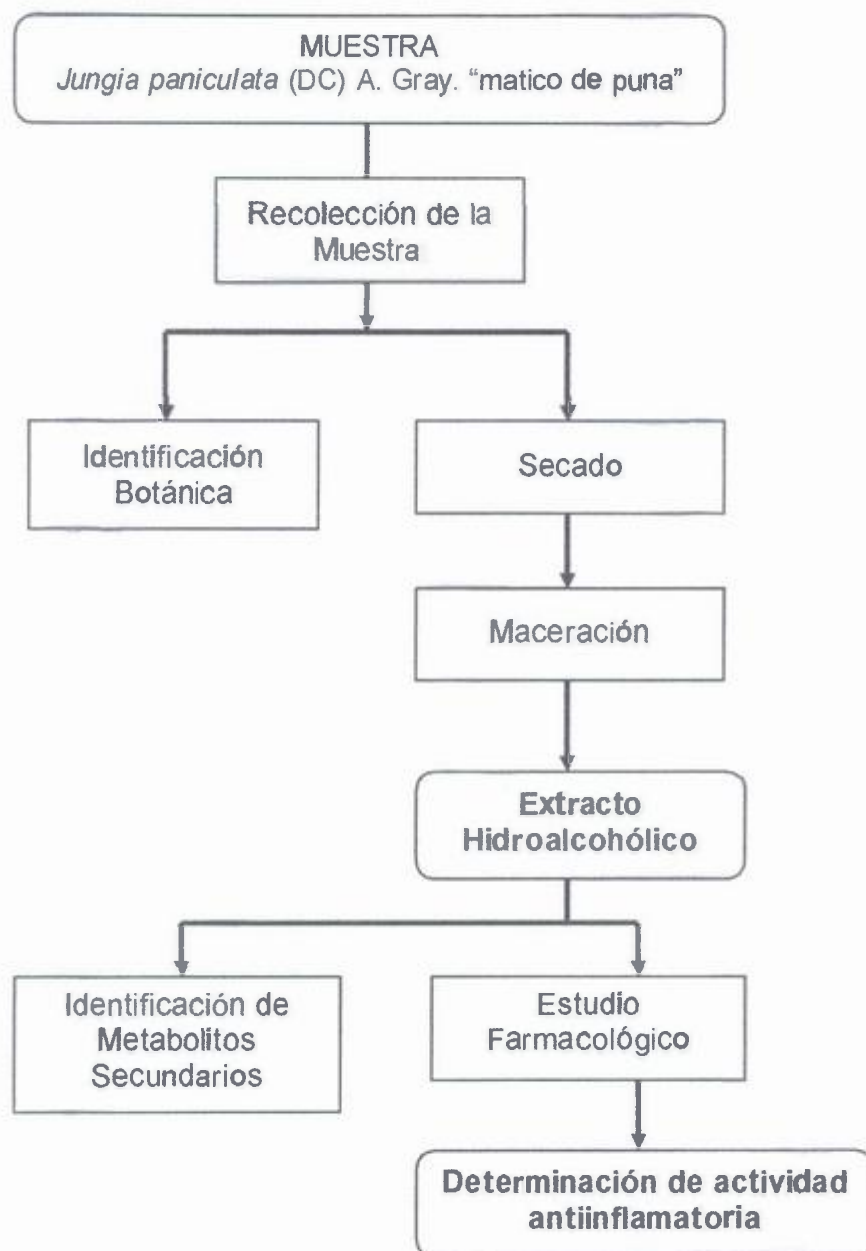 MUESTRA
Jungia paniculata (DC) A. Gray. “matico de puna”
Recolección de la
Muestra
Identificación
Botánica
Secado
Maceración
Extracto
Hidroalcohólico
Identificación de
Metabolitos
Secundarios
Estudio
Farmacológico
Determinación de actividad
antiinflamatoria